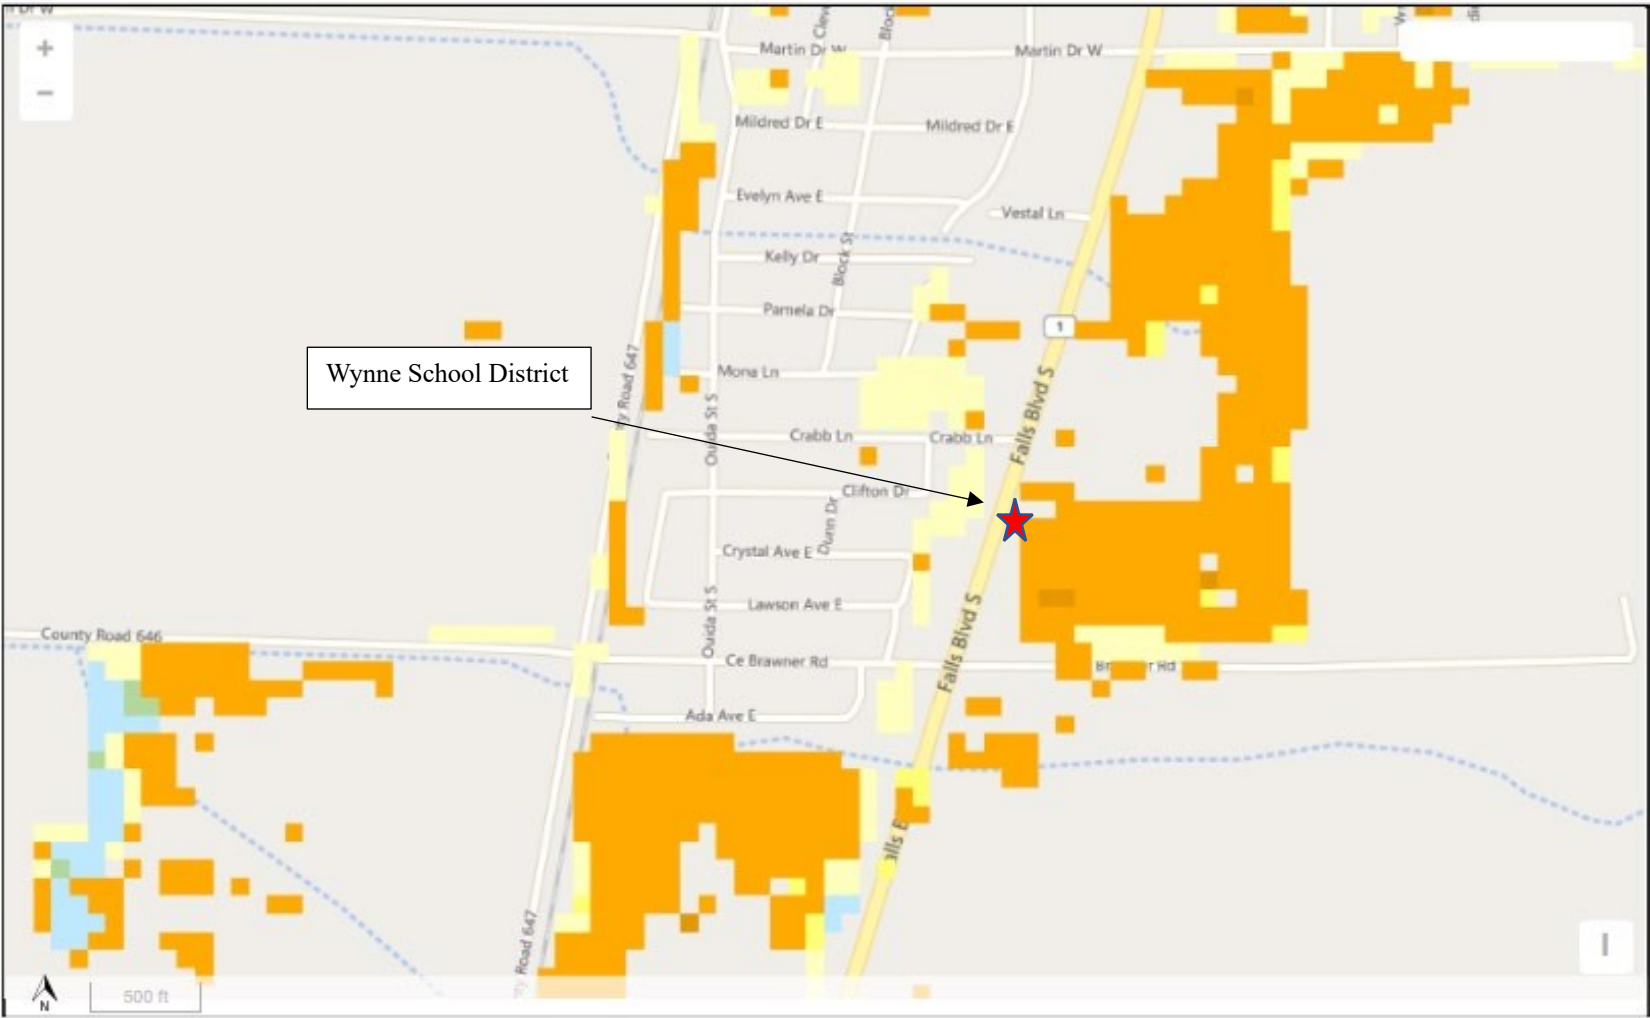 +
−
Martin Dr W
Martin Dr W
Mildred Dr E
Mildred Dr E
Evelyn Ave E
Vestal Ln
Kelly Dr
Block St
Pamela Dr
1
Wynne School District
Road 647
Mona Ln
Ouida St S
Falls Blvd S
Crabb Ln
Crabb Ln
Clifton Dr
Dunn Dr
Crystal Ave E
Ouida St S
Lawson Ave E
Falls Blvd S
County Road 646
Ce Brawner Rd
Rd
Ada Ave E
Road 647
N
500 ft